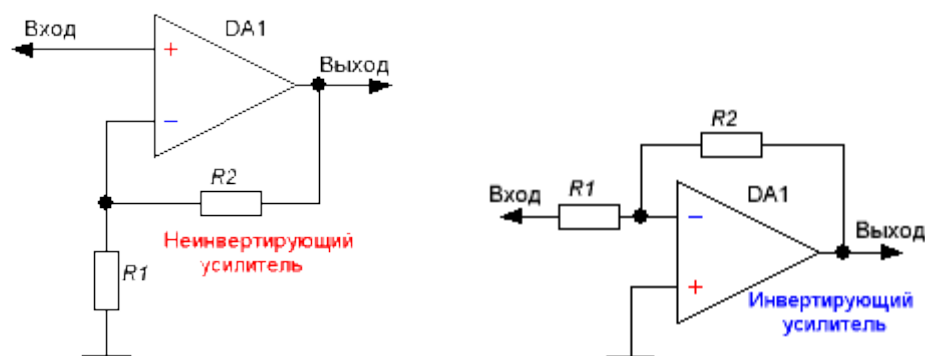 Вход
DA1
+
Выход
−
R2
Неинвертирующий
усилитель
R1
R2
Вход
R1
DA1
−
Выход
+
Инвертирующий
усилитель